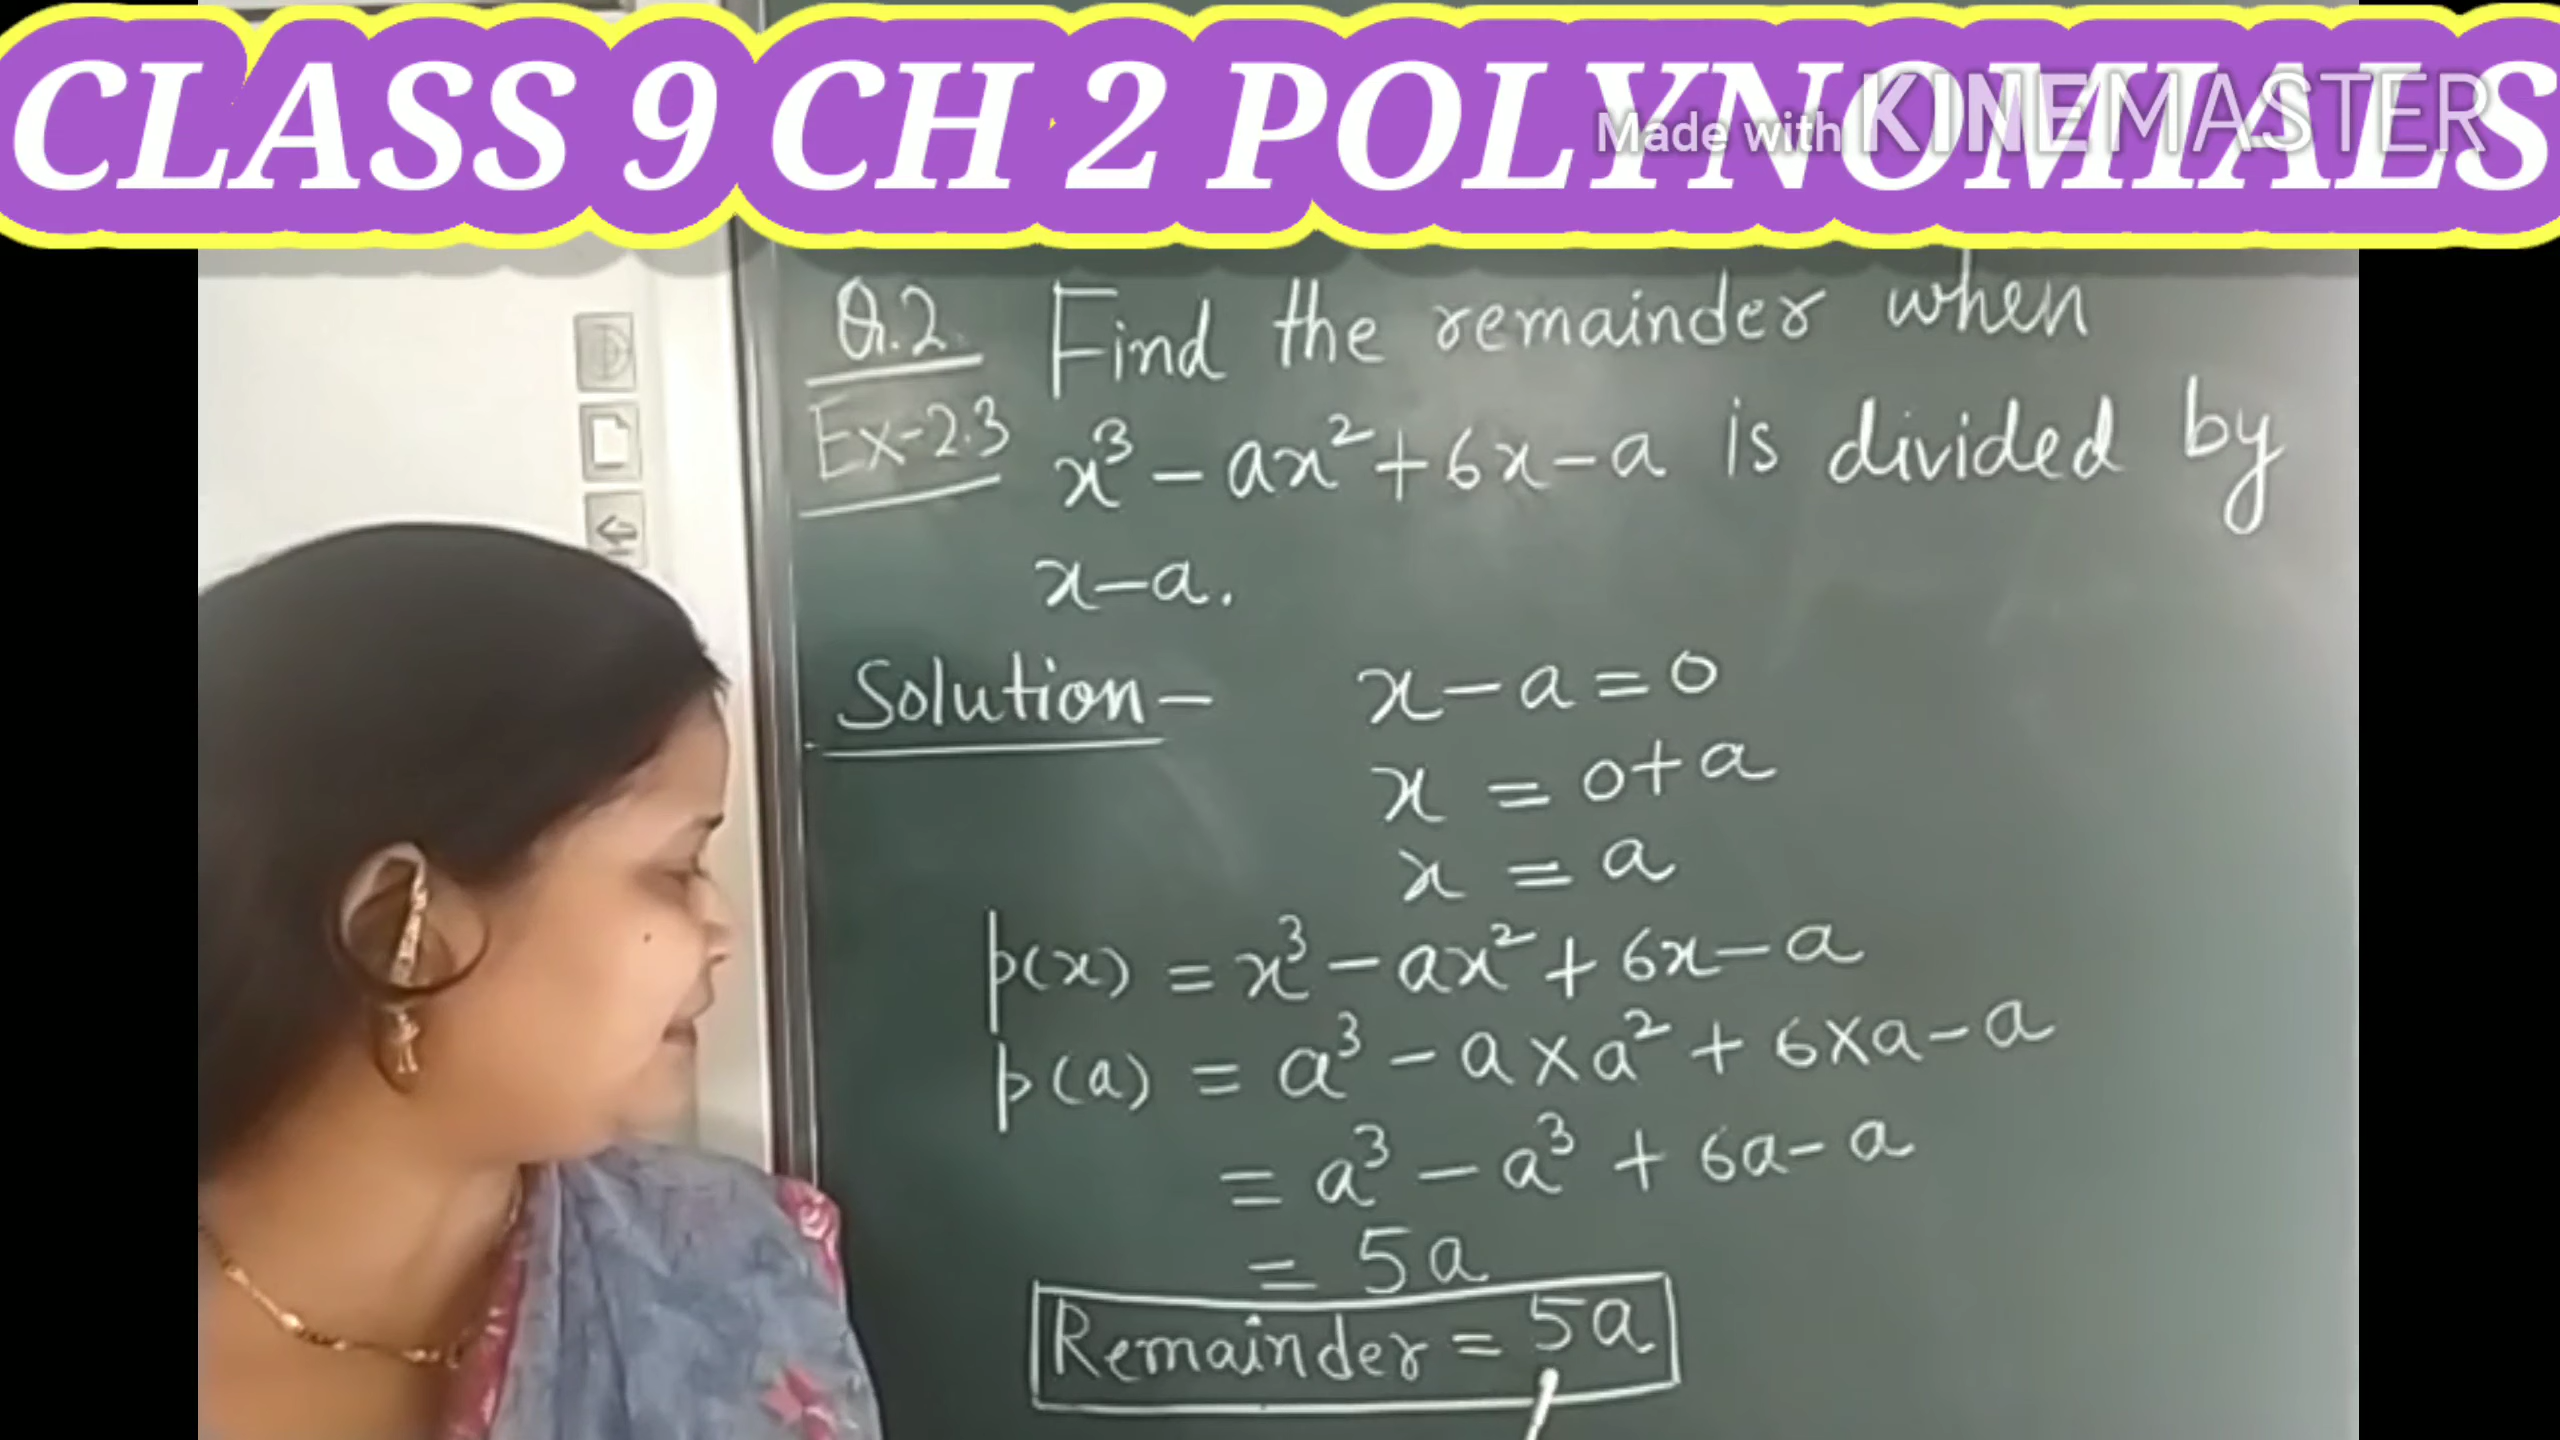 CLASS 9 CH 2 POLYNOMIALS
Made with KINEMASTER
Q.2 Find the remainder when
Ex-2.3 x³ - ax² + 6x - a is divided by
x - a.
Solution - x - a = 0
x = 0 + a
x = a
p(x) = x³ - ax² + 6x - a
p(a) = a³ - a × a² + 6 × a - a
= a³ - a³ + 6a - a
= 5a
Remainder = 5a